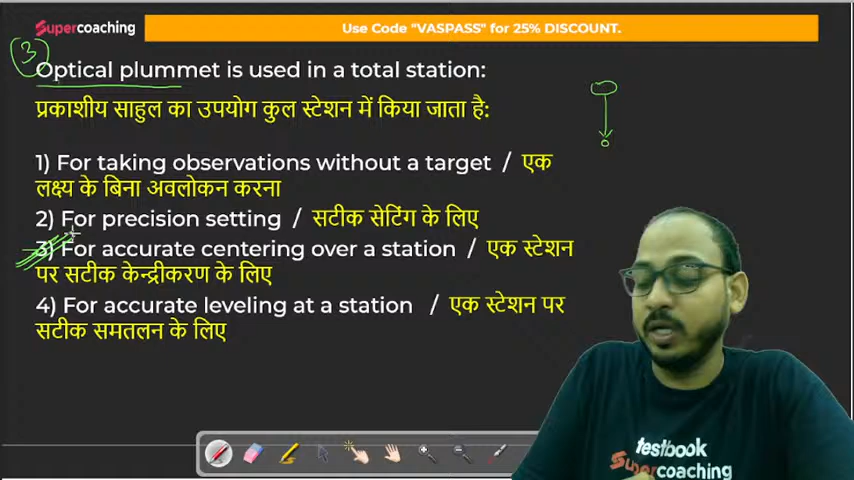 Supercoaching
Use Code "VASPASS" for 25% DISCOUNT.
3
Optical plummet is used in a total station:
प्रकाशीय साहुल का उपयोग कुल स्टेशन में किया जाता है:
1) For taking observations without a target / एक
लक्ष्य के बिना अवलोकन करना
2) For precision setting / सटीक सेटिंग के लिए
3) For accurate centering over a station / एक स्टेशन
पर सटीक केन्द्रीकरण के लिए
4) For accurate leveling at a station / एक स्टेशन पर
सटीक समतलन के लिए
testbook
Supercoaching